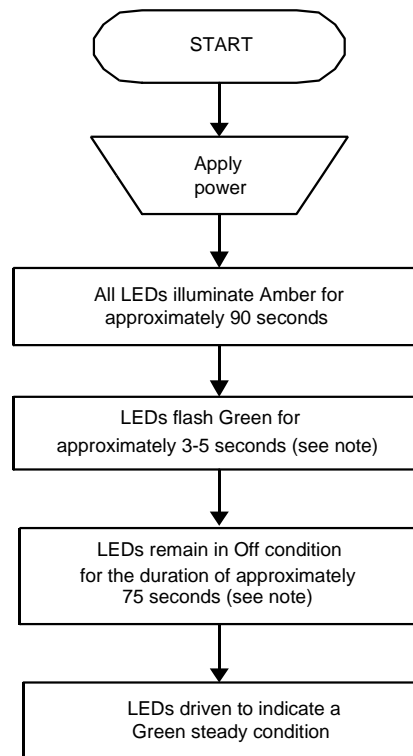 START
Apply
power
All LEDs illuminate Amber for
approximately 90 seconds
LEDs flash Green for
approximately 3-5 seconds (see note)
LEDs remain in Off condition
for the duration of approximately
75 seconds (see note)
LEDs driven to indicate a
Green steady condition